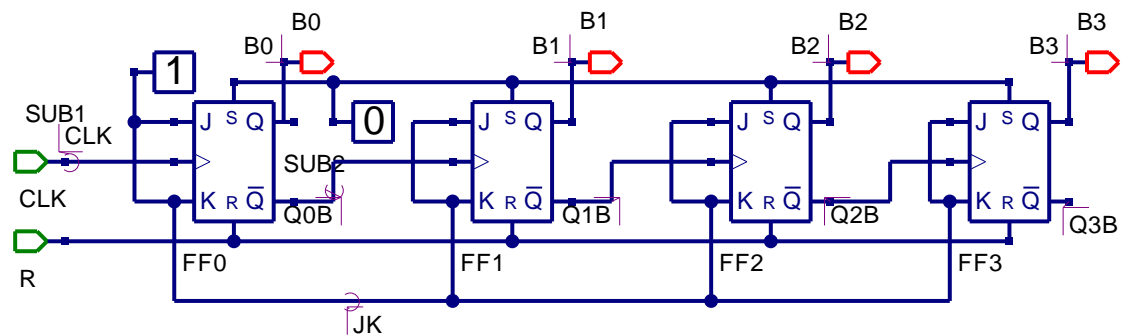 B0 B1 B2 B3
B0 B1 B2 B3
1
SUB1
CLK
J S Q
0
J S Q
J S Q
J S Q
SUB2
CLK
K R Q̅
Q0B
K R Q̅
Q1B
K R Q̅
Q2B
K R Q̅
Q3B
R
FF0 FF1 FF2 FF3
JK